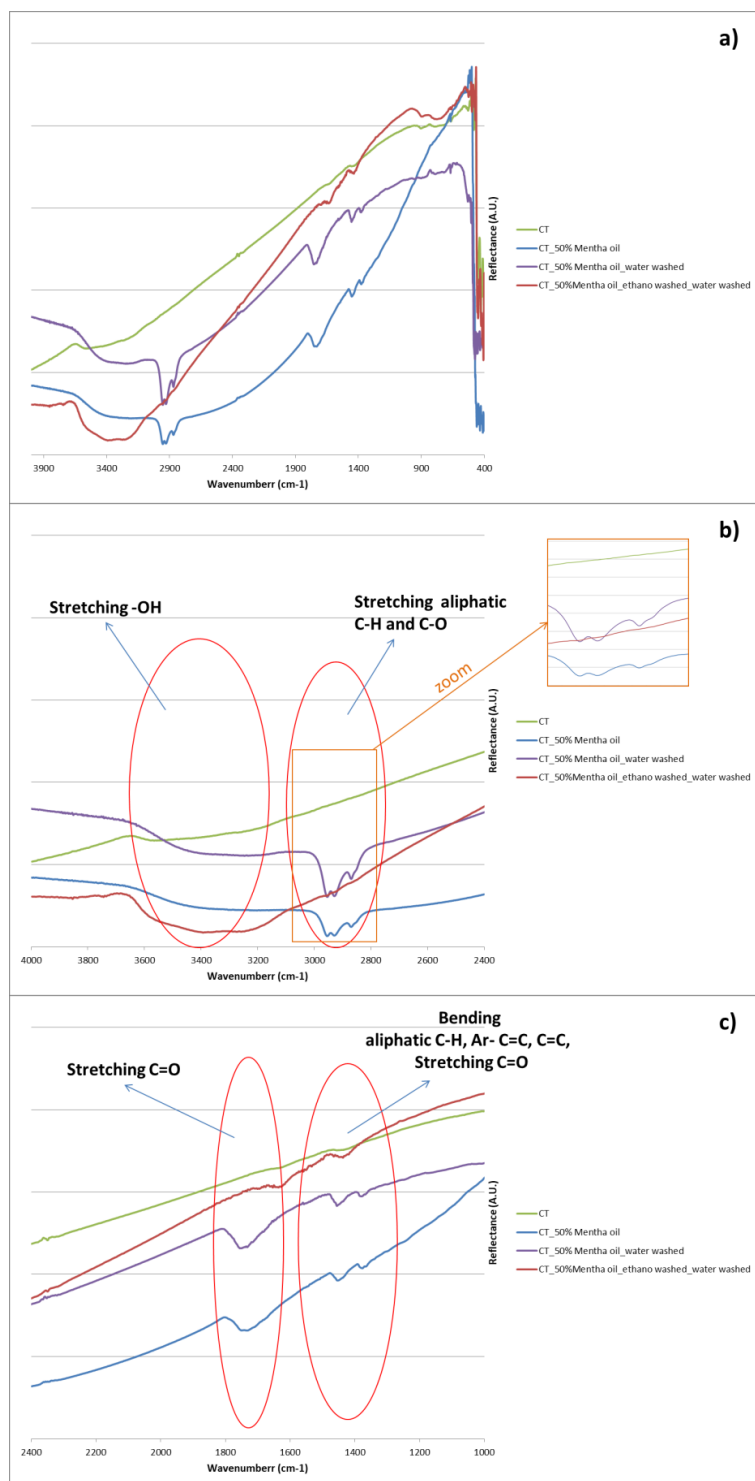 a)
Reflectance (A.U.)
CT
CT_50% Mentha oil
CT_50% Mentha oil_water washed
CT_50%Mentha oil_ethano washed_water washed
3900 3400 2900 2400 1900 1400 900 400
Wavenumberr (cm-1)
b)
Stretching -OH
Stretching aliphatic
C-H and C-O
zoom
Reflectance (A.U.)
CT
CT_50% Mentha oil
CT_50% Mentha oil_water washed
CT_50%Mentha oil_ethano washed_water washed
4000 3800 3600 3400 3200 3000 2800 2600 2400
Wavenumberr (cm-1)
c)
Bending
aliphatic C-H, Ar- C=C, C=C,
Stretching C=O
Stretching C=O
Reflectance (A.U.)
CT
CT_50% Mentha oil
CT_50% Mentha oil_water washed
CT_50%Mentha oil_ethano washed_water washed
2400 2200 2000 1800 1600 1400 1200 1000
Wavenumberr (cm-1)